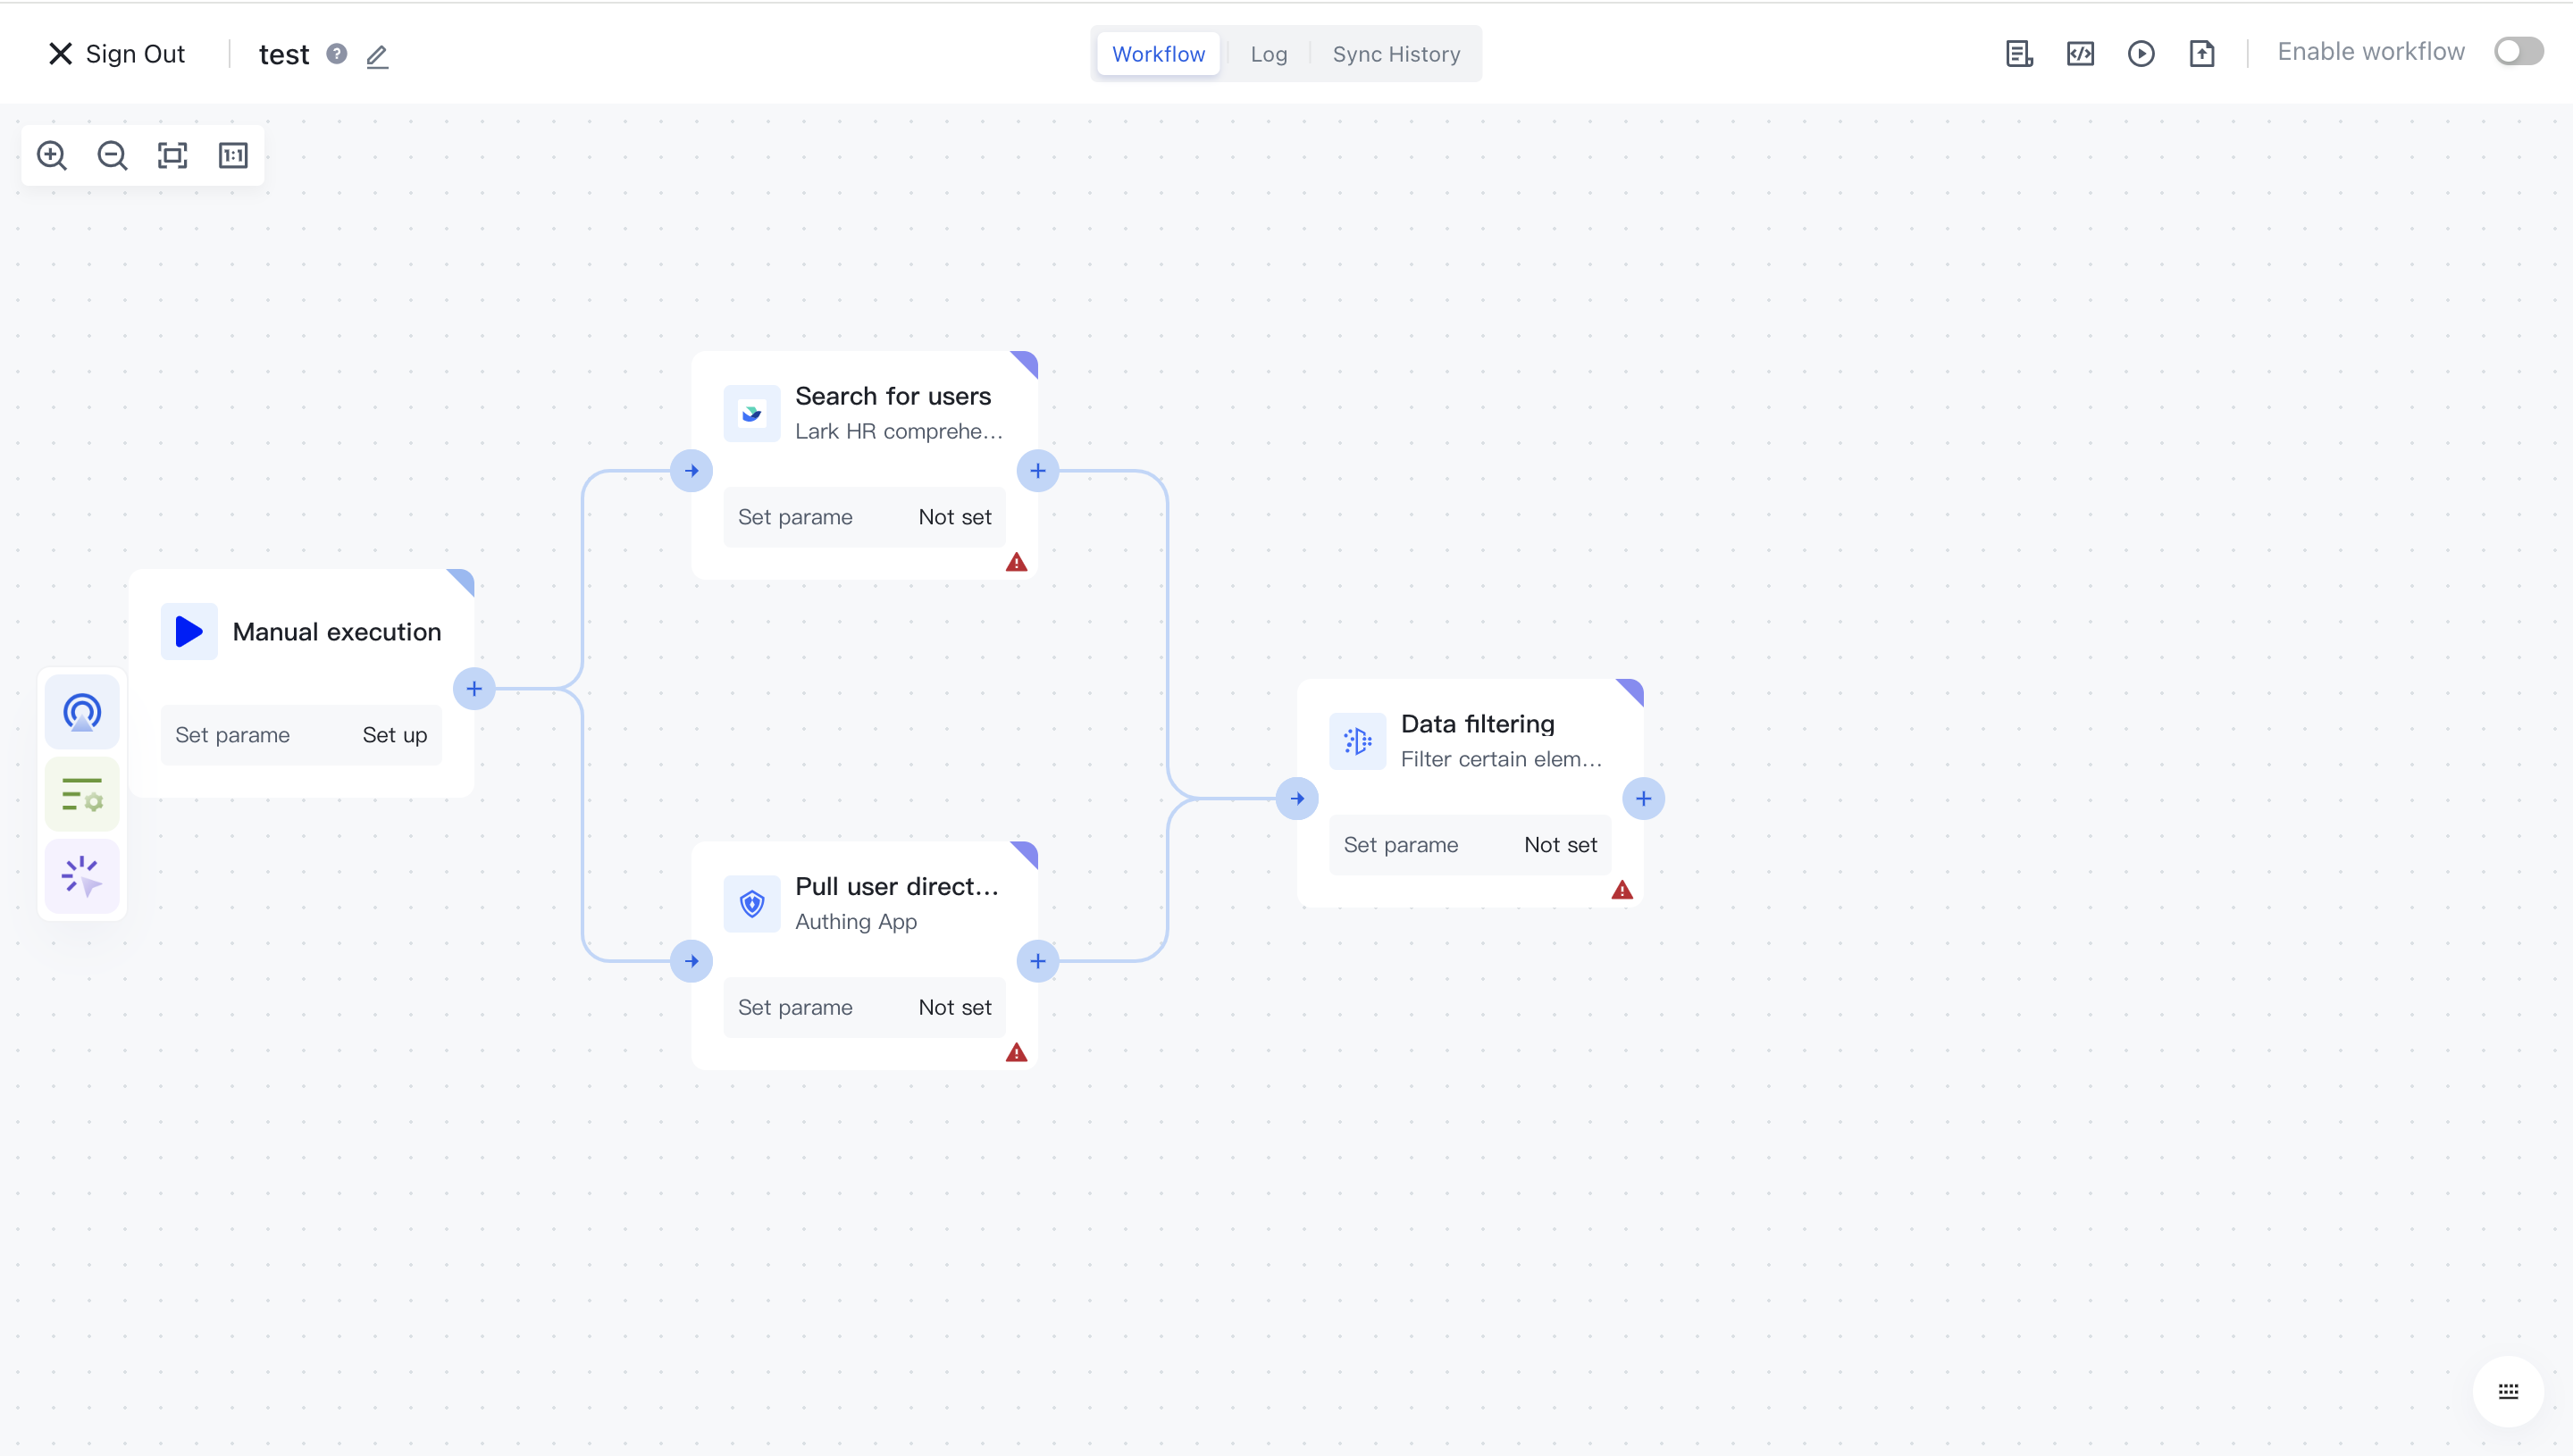 Sign Out
test
Workflow
Log
Sync History
Enable workflow
1:1
Search for users
Lark HR comprehe...
Set parame Not set
Manual execution
Set parame Set up
Data filtering
Filter certain elem...
Set parame Not set
Pull user direct...
Authing App
Set parame Not set